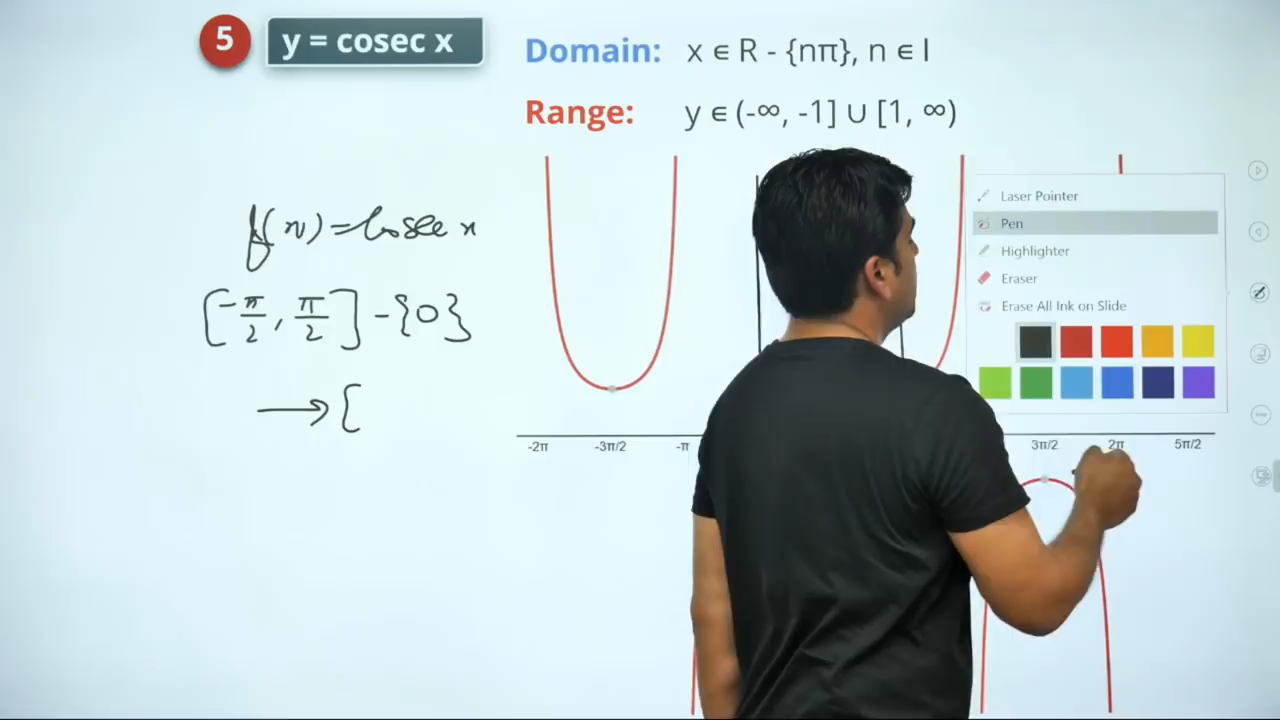 5 y = cosec x
Domain: x ∈ R - {nπ}, n ∈ I
Range: y ∈ (-∞, -1] ∪ [1, ∞)
f(x) = cosec x
[-π/2, π/2] - {0}
→ [
Laser Pointer
Pen
Highlighter
Eraser
Erase All Ink on Slide
-2π -3π/2 -π 3π/2 2π 5π/2